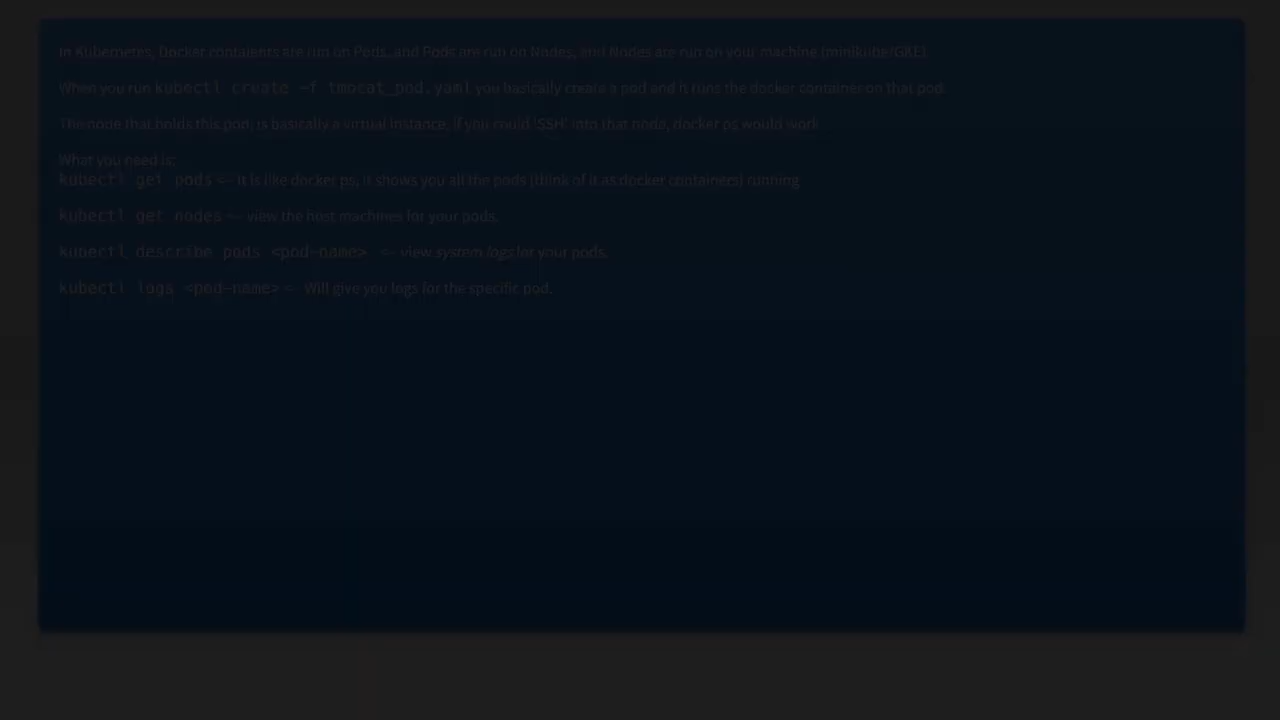 In Kubernetes, Docker containers are run on Pods, and Pods are run on Nodes, and Nodes are run on your machine (minikube/GKE)
When you run kubectl create -f tmocat_pod.yaml you basically create a pod and it runs the docker container on that pod.
The node that holds this pod, is basically a virtual instance, if you could 'SSH' into that node, docker ps would work.
What you need is:
kubectl get pods <-- It is like docker ps, it shows you all the pods (think of it as docker containers) running
kubectl get nodes <-- view the host machines for your pods.
kubectl describe pods <pod-name> <-- view system logs for your pods.
kubectl logs <pod-name> <- Will give you logs for the specific pod.